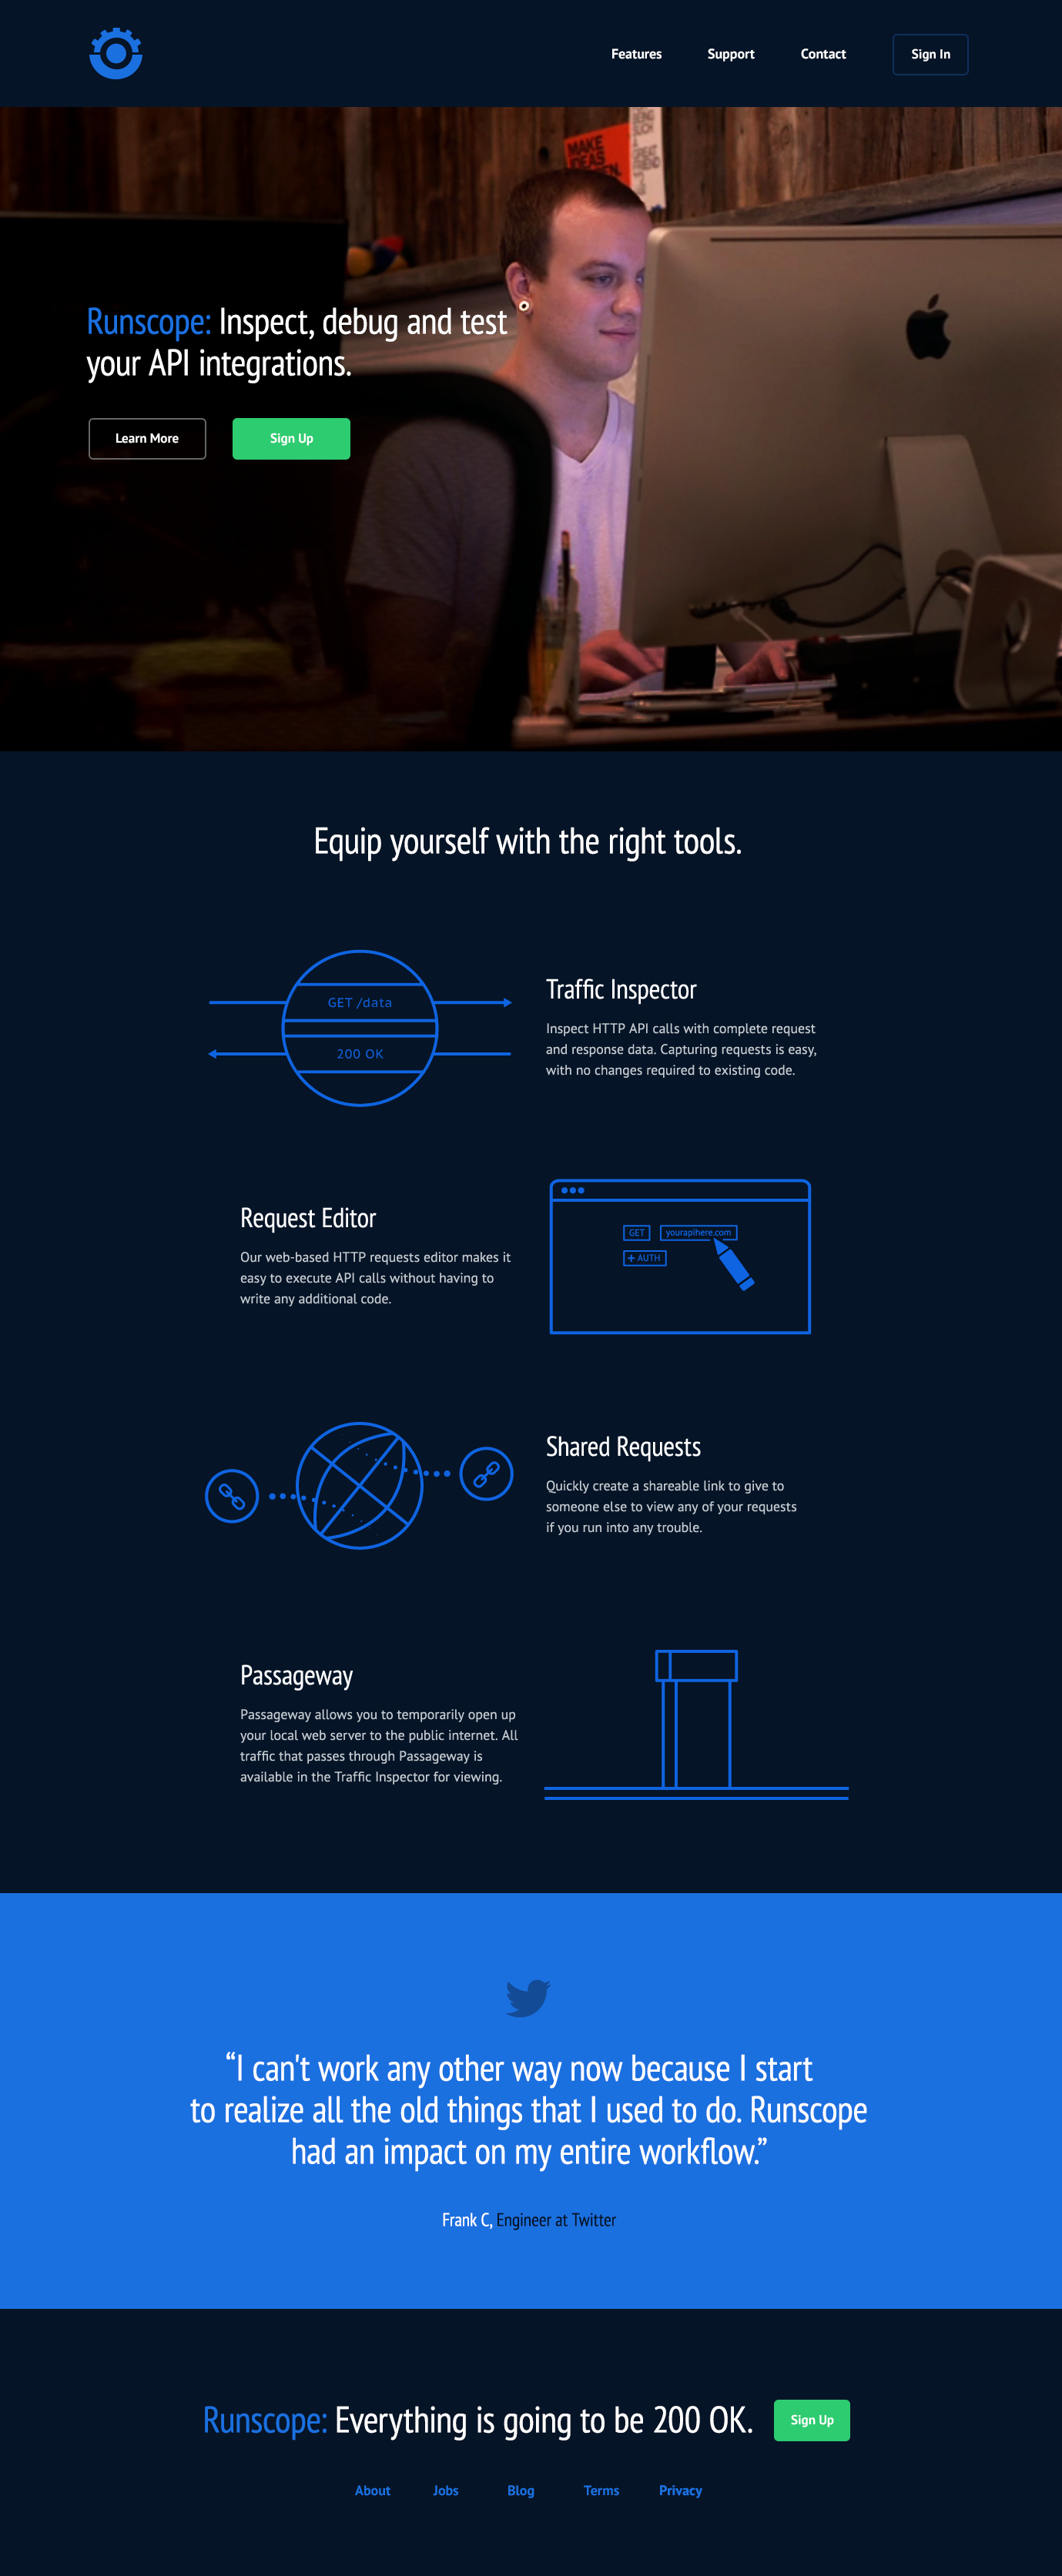 Features Support Contact Sign In
MAKE
IDEAS
Runscope: Inspect, debug and test
your API integrations.
Learn More Sign Up
Equip yourself with the right tools.
GET /data
200 OK
Traffic Inspector
Inspect HTTP API calls with complete request
and response data. Capturing requests is easy,
with no changes required to existing code.
Request Editor
Our web-based HTTP requests editor makes it
easy to execute API calls without having to
write any additional code.
GET yourapihere.com
+ AUTH
Shared Requests
Quickly create a shareable link to give to
someone else to view any of your requests
if you run into any trouble.
Passageway
Passageway allows you to temporarily open up
your local web server to the public internet. All
traffic that passes through Passageway is
available in the Traffic Inspector for viewing.
“I can't work any other way now because I start
to realize all the old things that I used to do. Runscope
had an impact on my entire workflow.”
Frank C, Engineer at Twitter
Runscope: Everything is going to be 200 OK. Sign Up
About Jobs Blog Terms Privacy